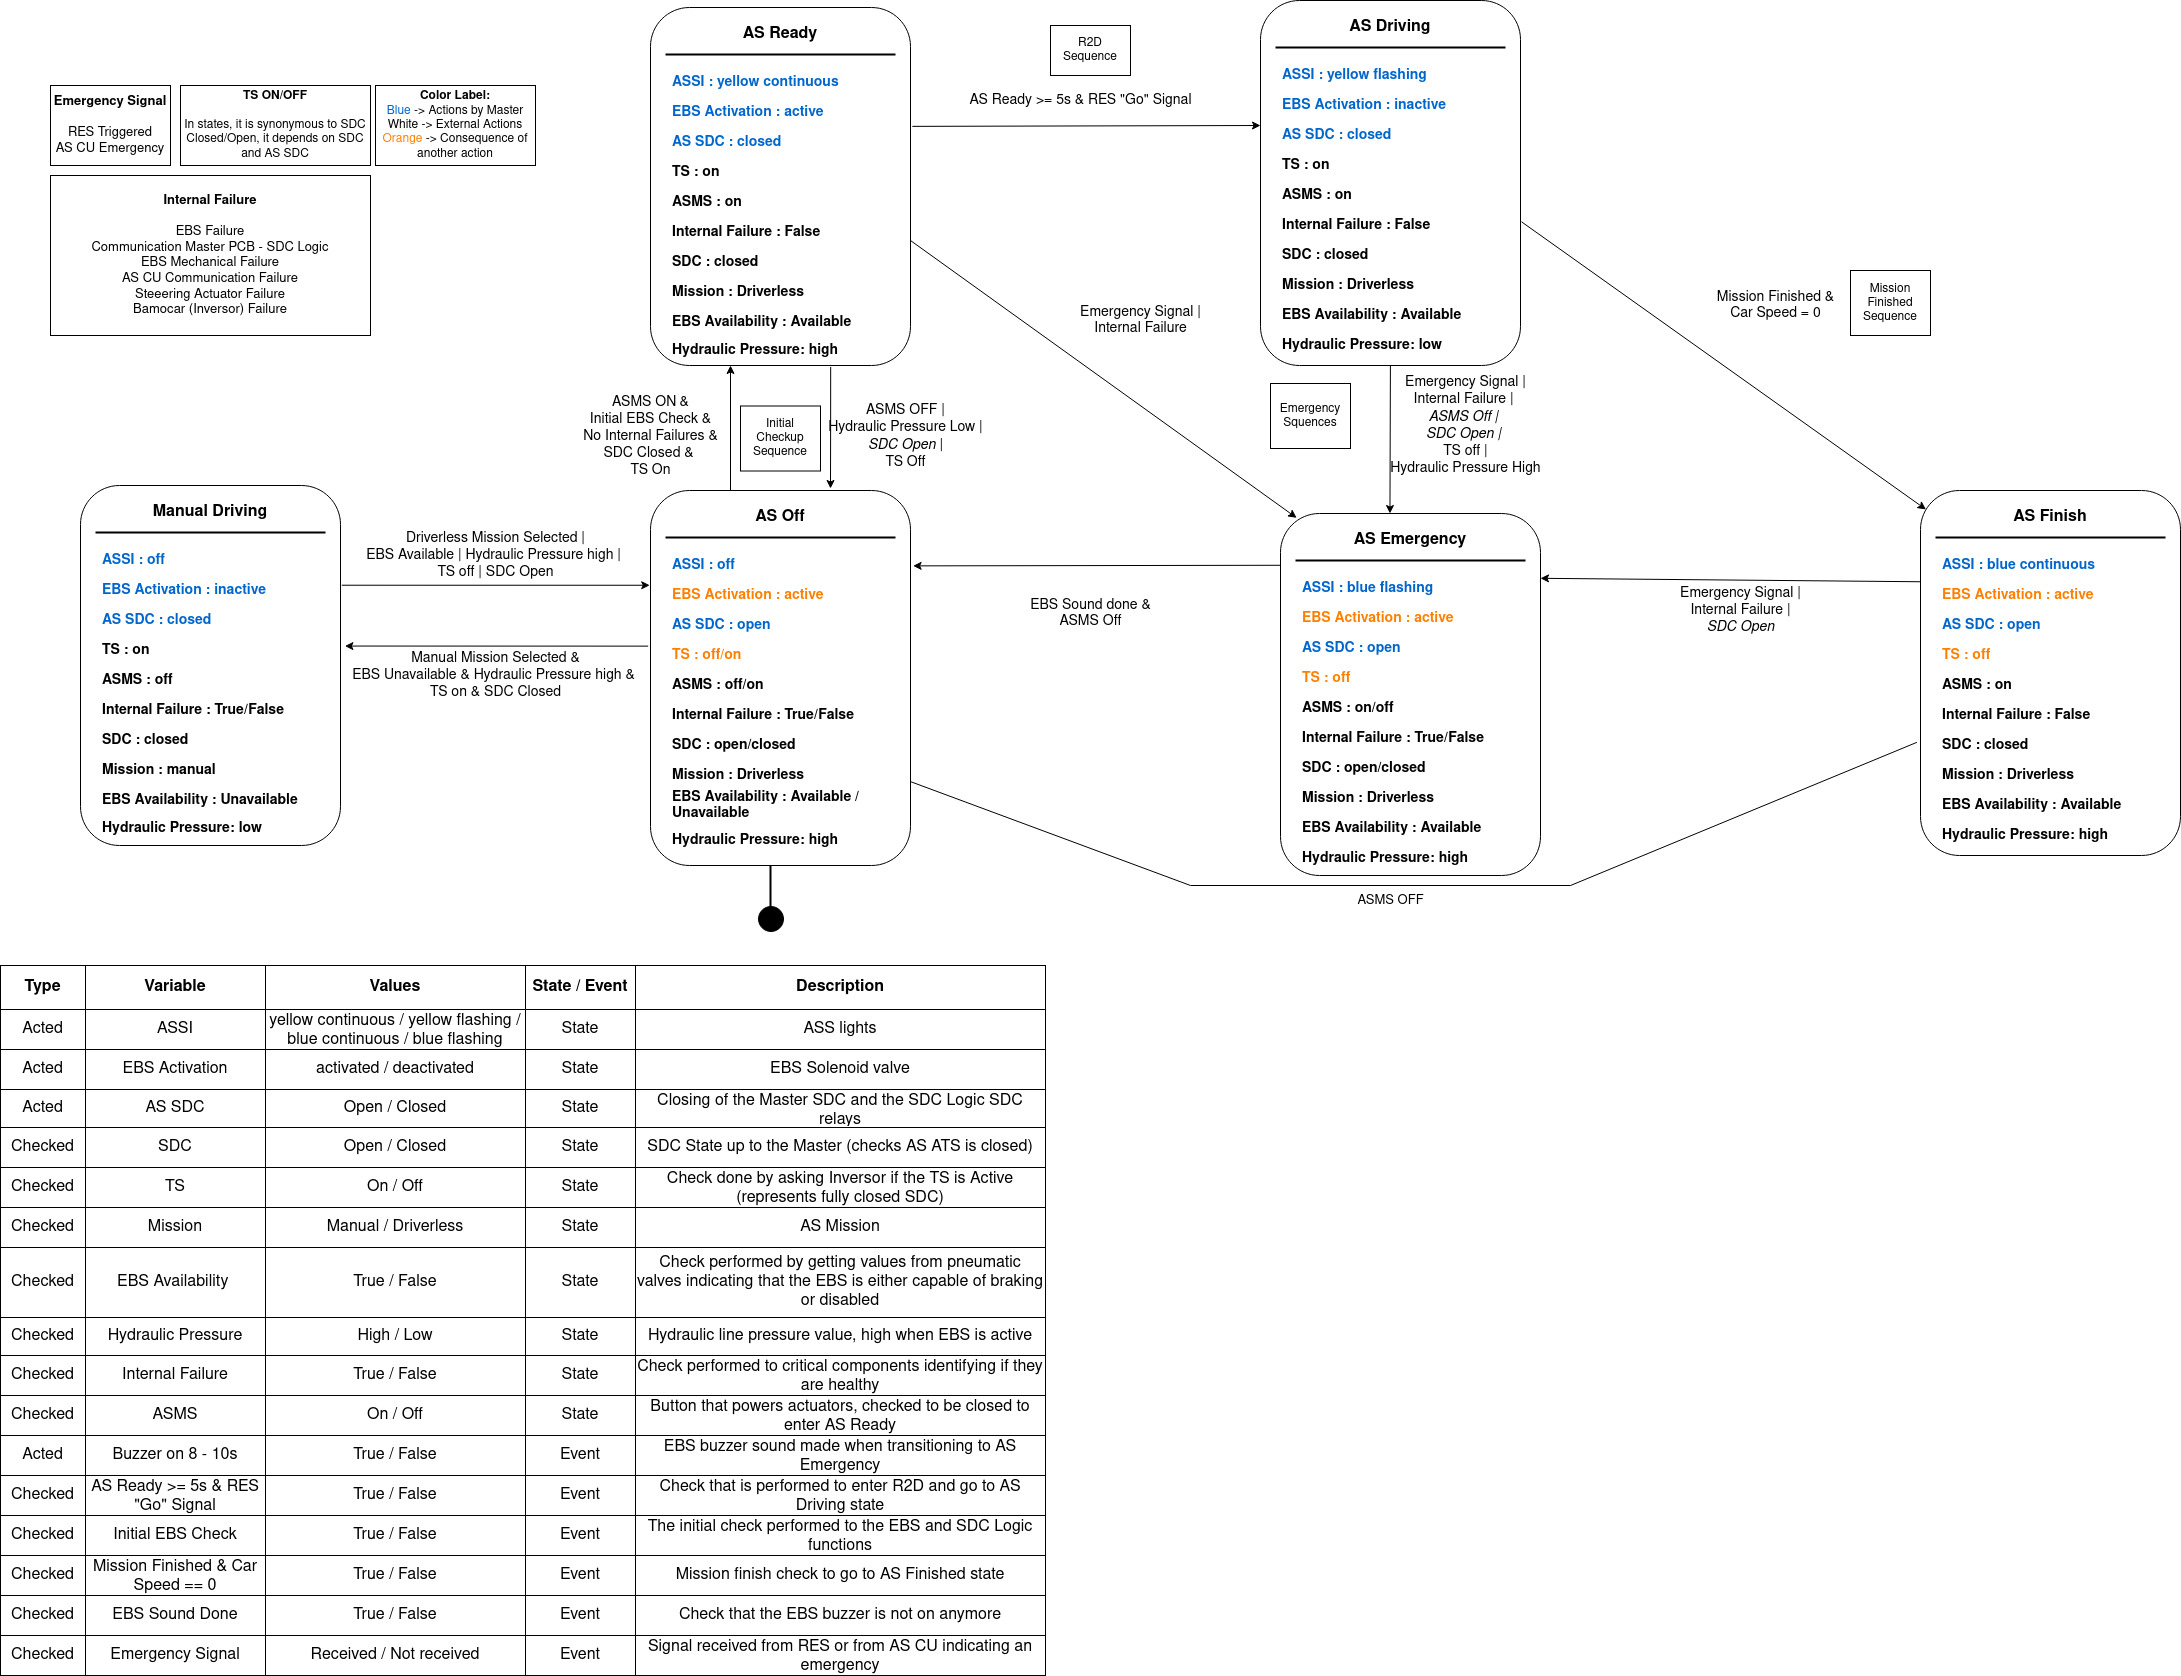 Emergency Signal
RES Triggered
AS CU Emergency
TS ON/OFF
In states, it is synonymous to SDC
Closed/Open, it depends on SDC
and AS SDC
Color Label:
Blue -> Actions by Master
White -> External Actions
Orange -> Consequence of
another action
Internal Failure
EBS Failure
Communication Master PCB - SDC Logic
EBS Mechanical Failure
AS CU Communication Failure
Steeering Actuator Failure
Bamocar (Inversor) Failure
AS Ready
ASSI : yellow continuous
EBS Activation : active
AS SDC : closed
TS : on
ASMS : on
Internal Failure : False
SDC : closed
Mission : Driverless
EBS Availability : Available
Hydraulic Pressure: high
R2D
Sequence
AS Ready >= 5s & RES "Go" Signal
AS Driving
ASSI : yellow flashing
EBS Activation : inactive
AS SDC : closed
TS : on
ASMS : on
Internal Failure : False
SDC : closed
Mission : Driverless
EBS Availability : Available
Hydraulic Pressure: low
Emergency Signal |
Internal Failure
Mission Finished &
Car Speed = 0
Mission
Finished
Sequence
ASMS ON &
Initial EBS Check &
No Internal Failures &
SDC Closed &
TS On
Initial
Checkup
Sequence
ASMS OFF |
Hydraulic Pressure Low |
SDC Open |
TS Off
Emergency
Squences
Emergency Signal |
Internal Failure |
ASMS Off |
SDC Open |
TS off |
Hydraulic Pressure High
Manual Driving
ASSI : off
EBS Activation : inactive
AS SDC : closed
TS : on
ASMS : off
Internal Failure : True/False
SDC : closed
Mission : manual
EBS Availability : Unavailable
Hydraulic Pressure: low
Driverless Mission Selected |
EBS Available | Hydraulic Pressure high |
TS off | SDC Open
Manual Mission Selected &
EBS Unavailable & Hydraulic Pressure high &
TS on & SDC Closed
AS Off
ASSI : off
EBS Activation : active
AS SDC : open
TS : off/on
ASMS : off/on
Internal Failure : True/False
SDC : open/closed
Mission : Driverless
EBS Availability : Available /
Unavailable
Hydraulic Pressure: high
EBS Sound done &
ASMS Off
AS Emergency
ASSI : blue flashing
EBS Activation : active
AS SDC : open
TS : off
ASMS : on/off
Internal Failure : True/False
SDC : open/closed
Mission : Driverless
EBS Availability : Available
Hydraulic Pressure: high
Emergency Signal |
Internal Failure |
SDC Open
AS Finish
ASSI : blue continuous
EBS Activation : active
AS SDC : open
TS : off
ASMS : on
Internal Failure : False
SDC : closed
Mission : Driverless
EBS Availability : Available
Hydraulic Pressure: high
ASMS OFF
Type Variable Values State / Event Description
Acted ASSI yellow continuous / yellow flashing /
blue continuous / blue flashing State ASS lights
Acted EBS Activation activated / deactivated State EBS Solenoid valve
Acted AS SDC Open / Closed State Closing of the Master SDC and the SDC Logic SDC
relays
Checked SDC Open / Closed State SDC State up to the Master (checks AS ATS is closed)
Checked TS On / Off State Check done by asking Inversor if the TS is Active
(represents fully closed SDC)
Checked Mission Manual / Driverless State AS Mission
Checked EBS Availability True / False State Check performed by getting values from pneumatic
valves indicating that the EBS is either capable of braking
or disabled
Checked Hydraulic Pressure High / Low State Hydraulic line pressure value, high when EBS is active
Checked Internal Failure True / False State Check performed to critical components identifying if they
are healthy
Checked ASMS On / Off State Button that powers actuators, checked to be closed to
enter AS Ready
Acted Buzzer on 8 - 10s True / False Event EBS buzzer sound made when transitioning to AS
Emergency
Checked AS Ready >= 5s & RES
"Go" Signal True / False Event Check that is performed to enter R2D and go to AS
Driving state
Checked Initial EBS Check True / False Event The initial check performed to the EBS and SDC Logic
functions
Checked Mission Finished & Car
Speed == 0 True / False Event Mission finish check to go to AS Finished state
Checked EBS Sound Done True / False Event Check that the EBS buzzer is not on anymore
Checked Emergency Signal Received / Not received Event Signal received from RES or from AS CU indicating an
emergency